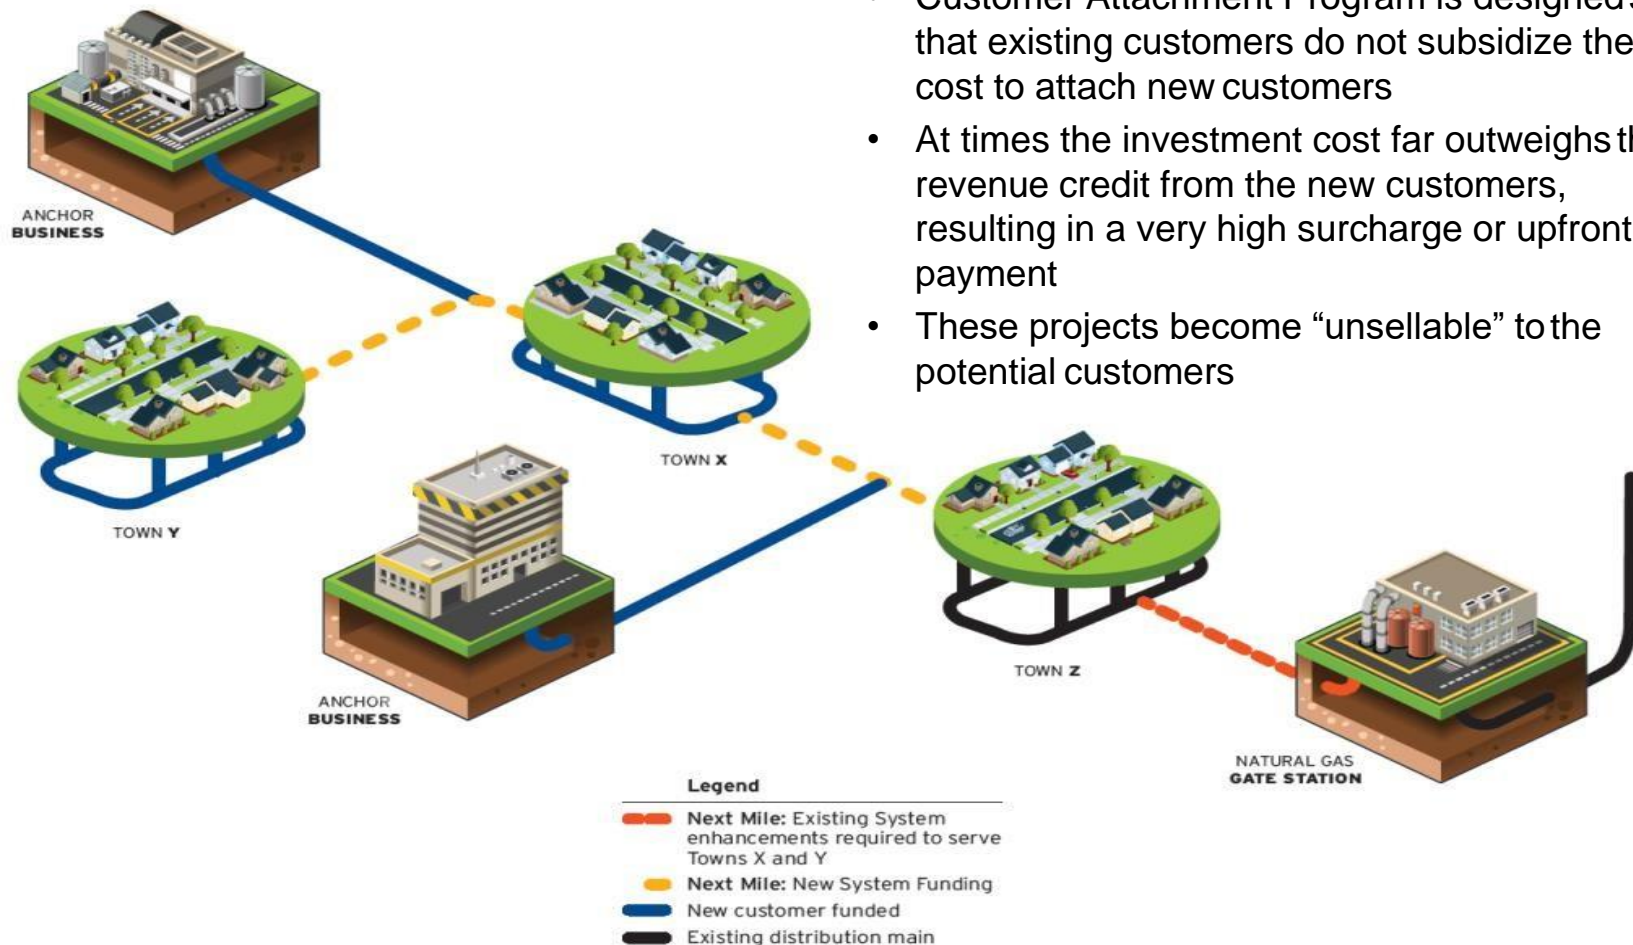 Customer Attachment Program is designed
that existing customers do not subsidize the
cost to attach new customers
• At times the investment cost far outweighs
revenue credit from the new customers,
resulting in a very high surcharge or upfront
payment
• These projects become “unsellable” to the
potential customers
ANCHOR
BUSINESS
TOWN X
TOWN Y
ANCHOR
BUSINESS
TOWN Z
NATURAL GAS
GATE STATION
Legend
Next Mile: Existing System
enhancements required to serve
Towns X and Y
Next Mile: New System Funding
New customer funded
Existing distribution main